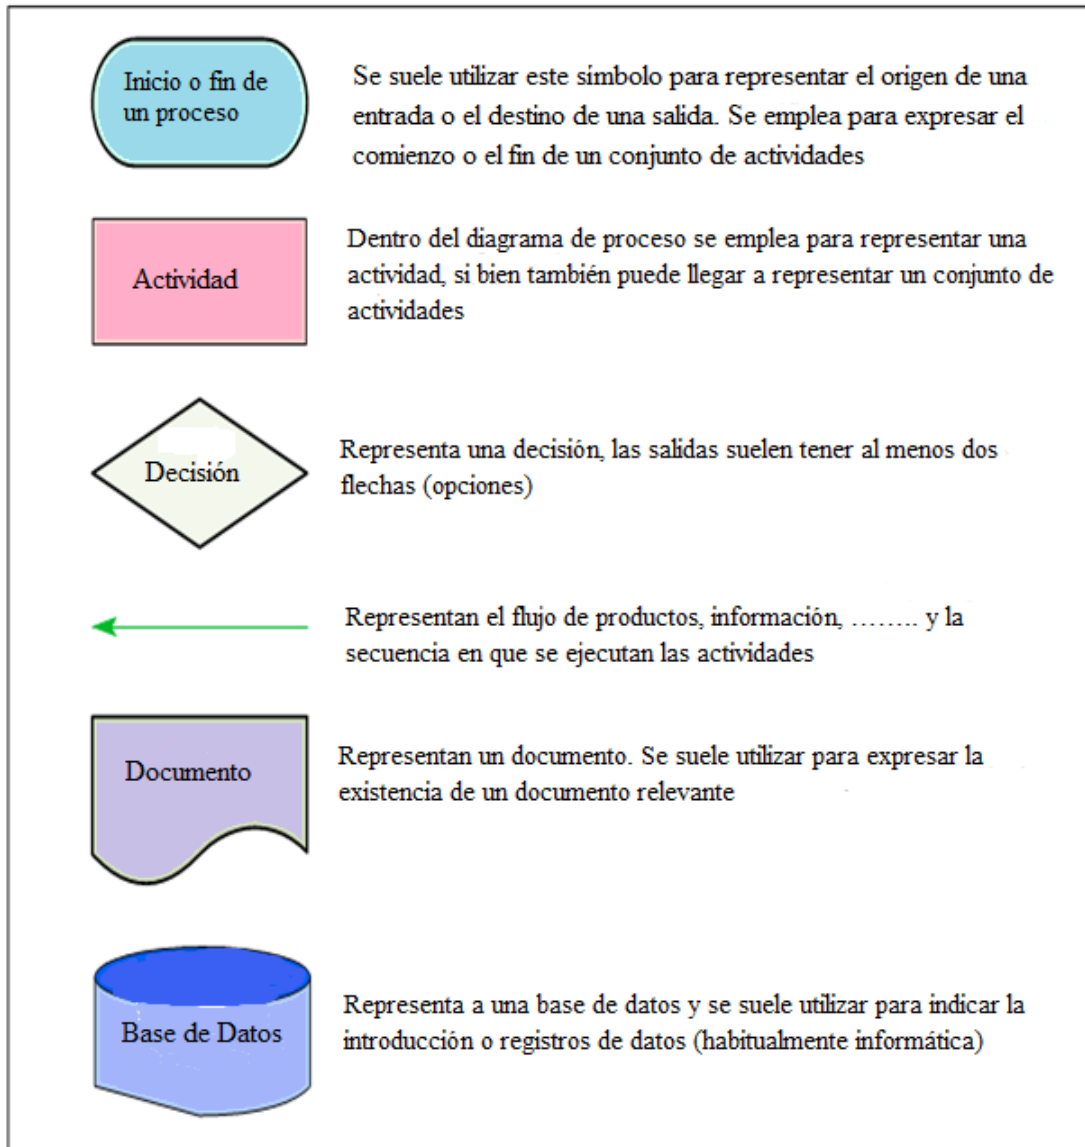 Inicio o fin de
un proceso
Se suele utilizar este símbolo para representar el origen de una
entrada o el destino de una salida. Se emplea para expresar el
comienzo o el fin de un conjunto de actividades
Actividad
Dentro del diagrama de proceso se emplea para representar una
actividad, si bien también puede llegar a representar un conjunto de
actividades
Decisión
Representa una decisión, las salidas suelen tener al menos dos
flechas (opciones)
Representan el flujo de productos, información, …….. y la
secuencia en que se ejecutan las actividades
Documento
Representan un documento. Se suele utilizar para expresar la
existencia de un documento relevante
Base de Datos
Representa a una base de datos y se suele utilizar para indicar la
introducción o registros de datos (habitualmente informática)